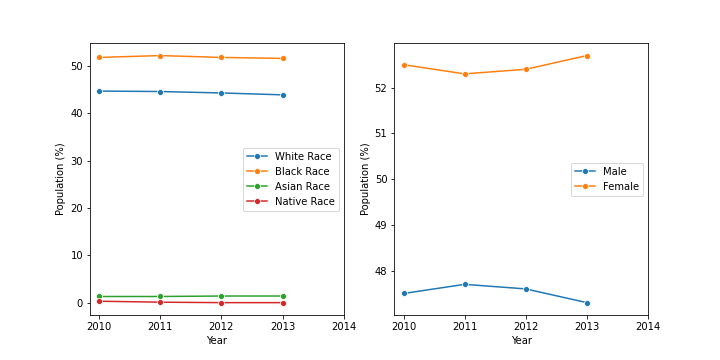 50
40
30
20
10
0
Population (%)
2010 2011 2012 2013 2014
Year
White Race
Black Race
Asian Race
Native Race
52
51
50
49
48
Population (%)
2010 2011 2012 2013 2014
Year
Male
Female